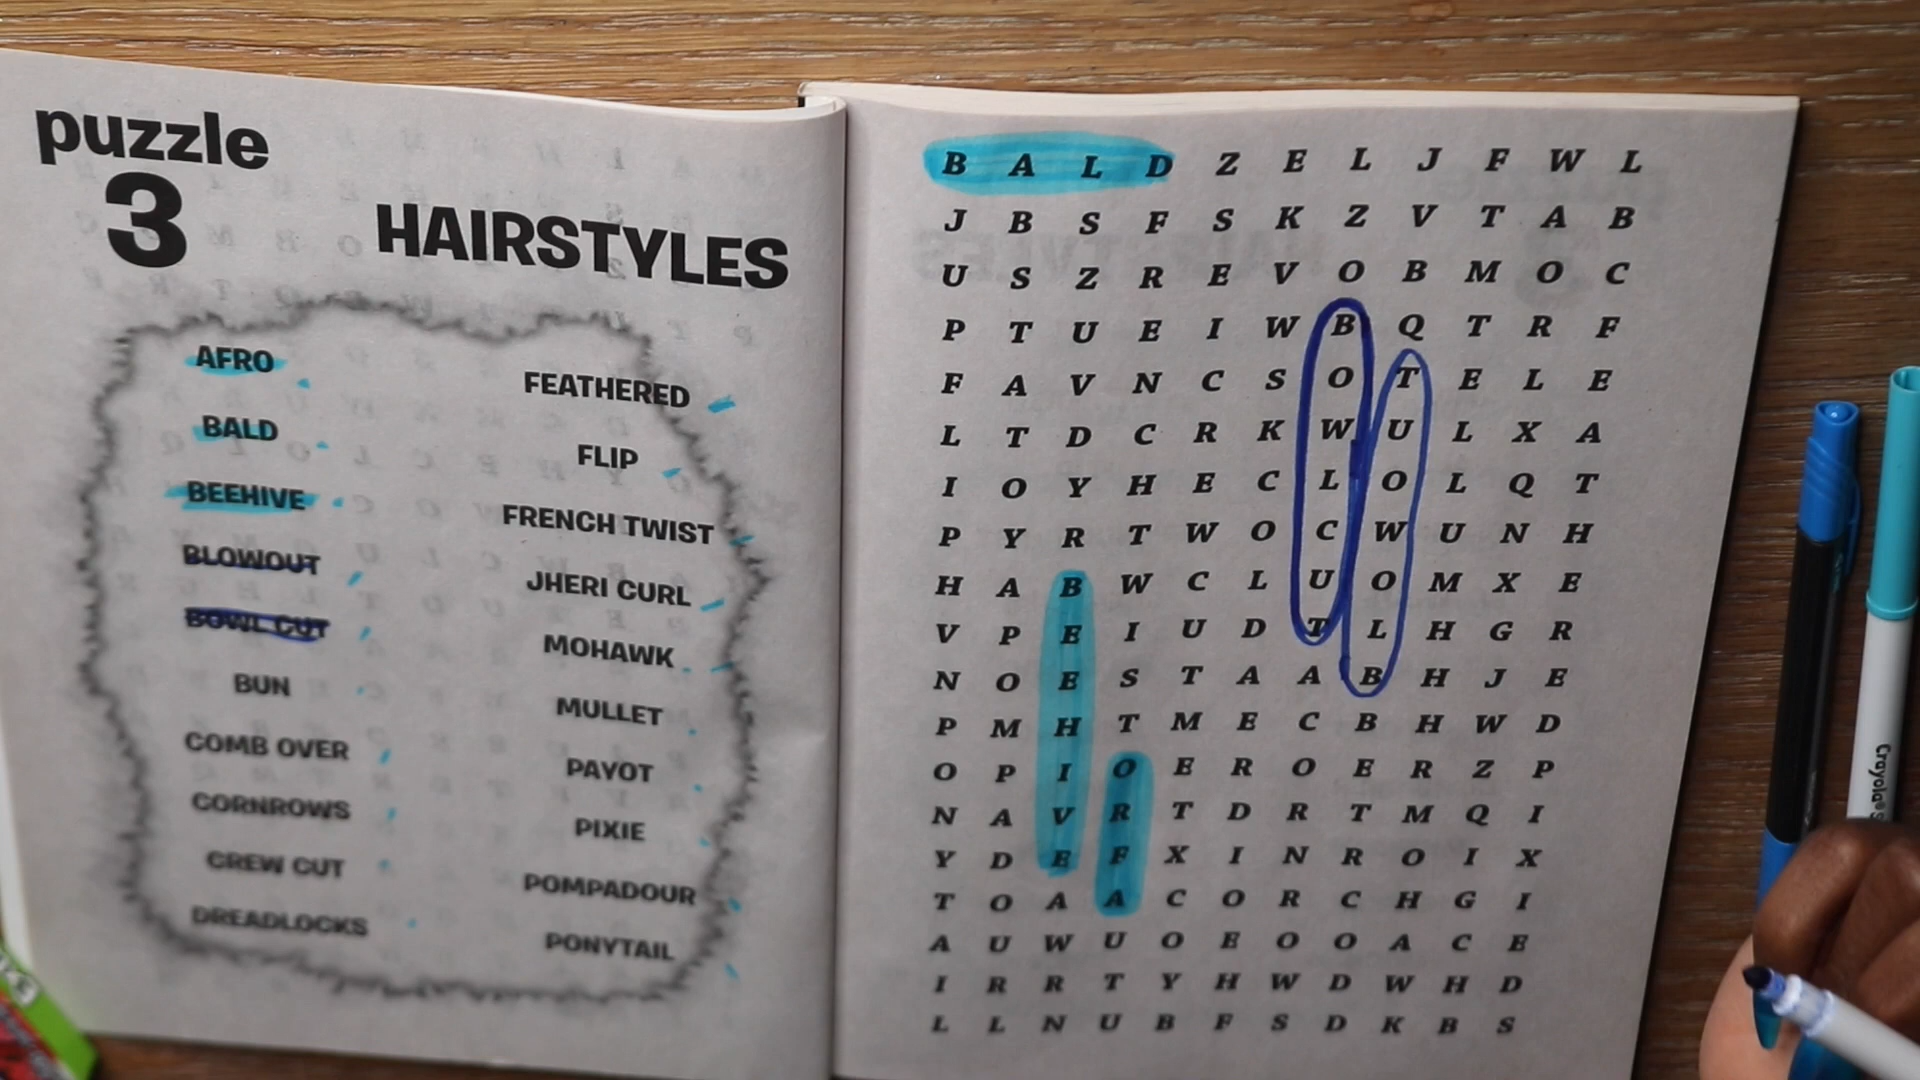 puzzle
3
HAIRSTYLES
AFRO
BALD
BEEHIVE
BLOWOUT
BOWL CUT
BUN
COMB OVER
CORNROWS
CREW CUT
DREADLOCKS
FEATHERED
FLIP
FRENCH TWIST
JHERI CURL
MOHAWK
MULLET
PAYOT
PIXIE
POMPADOUR
PONYTAIL
B A L D Z E L J F W L
J B S F S K Z V T A B
U S Z R E V O B M O C
P T U E I W B Q T R F
F A V N C S O T E L E
L T D C R K W U L X A
I O Y H E C L O L Q T
P Y R T W O C W U N H
H A B W C L U O M X E
V P E I U D T L H G R
N O E S T A A B H J E
P M H T M E C B H W D
O P I O E R O E R Z P
N A V R T D R T M Q I
Y D E F X I N R O I X
T O A A C O R C H G I
A U W U O E O O A C E
I R R T Y H W D W H D
L L N U B F S D K B S
Crayola®